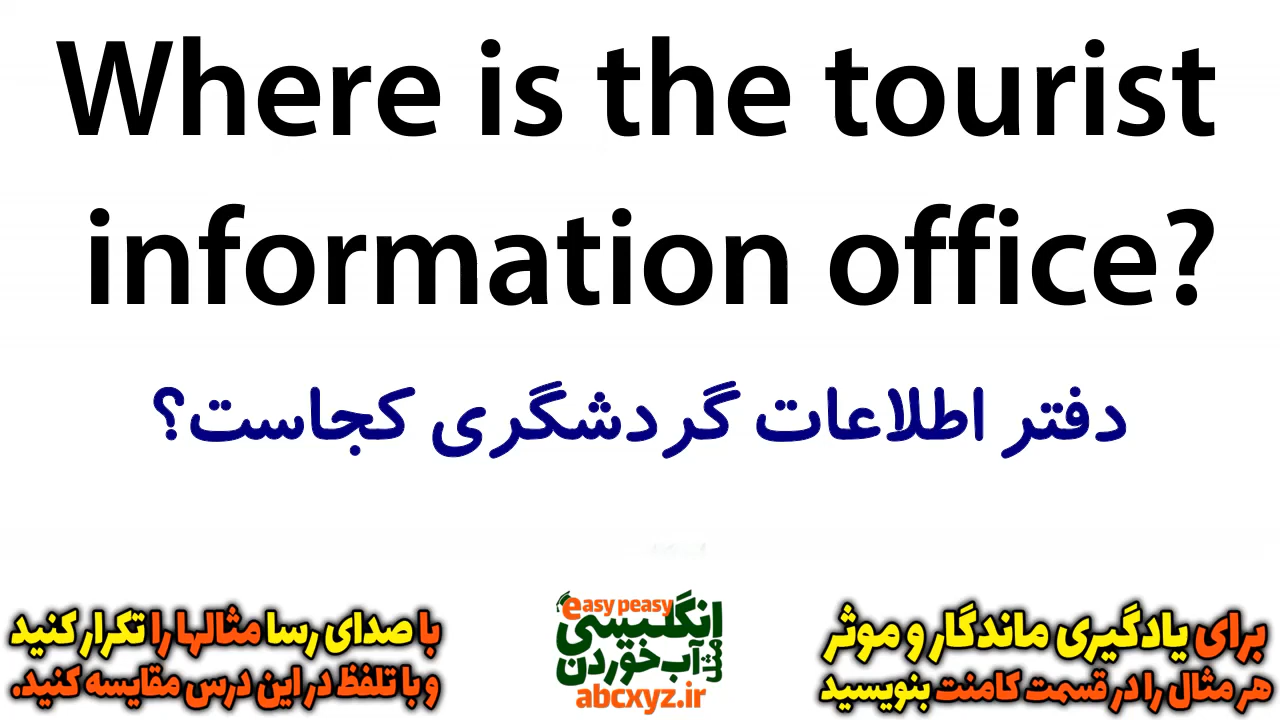 Where is the tourist
information office?
دفتر اطلاعات گردشگری کجاست؟
برای یادگیری ماندگار و موثر
هر مثال را در قسمت کامنت بنویسید
easy peasy
انگلیسی
مثل
آب خوردن
abcxyz.ir
با صدای رسا مثالها را تکرار کنید
و با تلفظ در این درس مقایسه کنید.